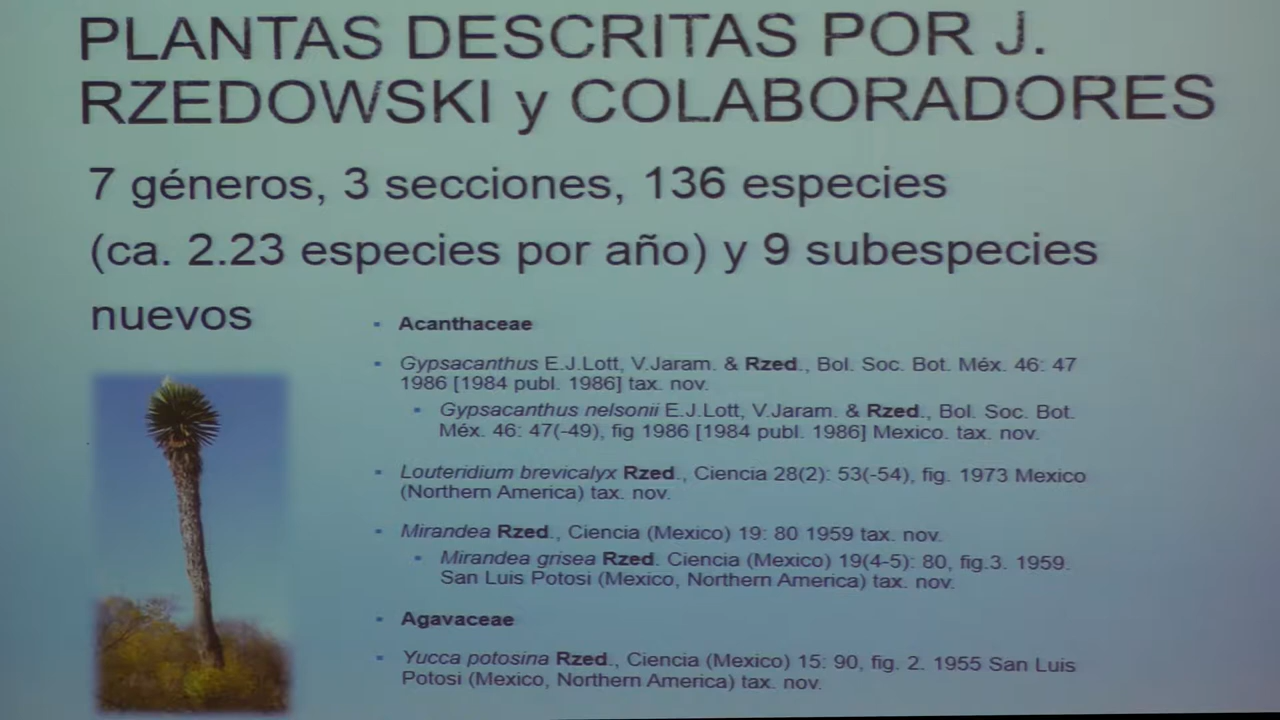 PLANTAS DESCRITAS POR J.
RZEDOWSKI y COLABORADORES
7 géneros, 3 secciones, 136 especies
(ca. 2.23 especies por año) y 9 subespecies
nuevos
Acanthaceae
Gypsacanthus E.J.Lott, V.Jaram. & Rzed., Bol. Soc. Bot. Méx. 46: 47
1986 [1984 publ. 1986] tax. nov.
Gypsacanthus nelsonii E.J.Lott, V.Jaram. & Rzed., Bol. Soc. Bot.
Méx. 46: 47(-49), fig 1986 [1984 publ. 1986] Mexico. tax. nov.
Louteridium brevicalyx Rzed., Ciencia 28(2): 53(-54), fig. 1973 Mexico
(Northern America) tax. nov.
Mirandea Rzed., Ciencia (Mexico) 19: 80 1959 tax. nov.
Mirandea grisea Rzed. Ciencia (Mexico) 19(4-5): 80, fig.3. 1959.
San Luis Potosi (Mexico, Northern America) tax. nov.
Agavaceae
Yucca potosina Rzed., Ciencia (Mexico) 15: 90, fig. 2. 1955 San Luis
Potosi (Mexico, Northern America) tax. nov.